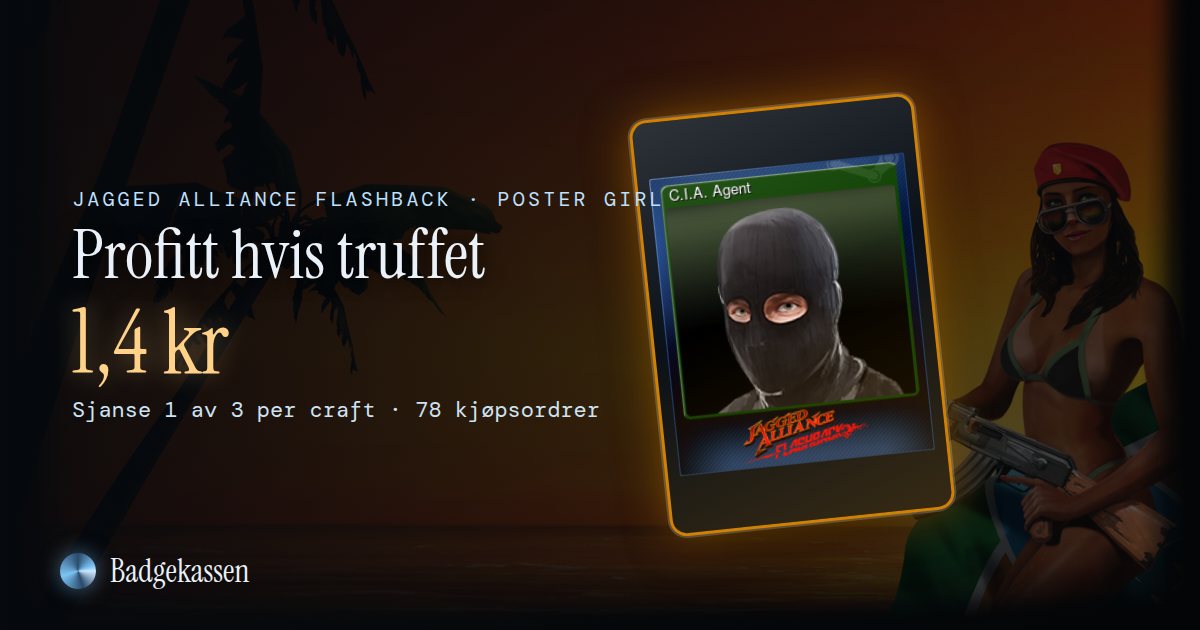 JAGGED ALLIANCE FLASHBACK · POSTER GIRL
Profitt hvis truffet
1,4 kr
Sjanse 1 av 3 per craft · 78 kjøpsordrer
C.I.A. Agent
JAGGED
ALLIANCE
FLASHBACK
Badgekassen